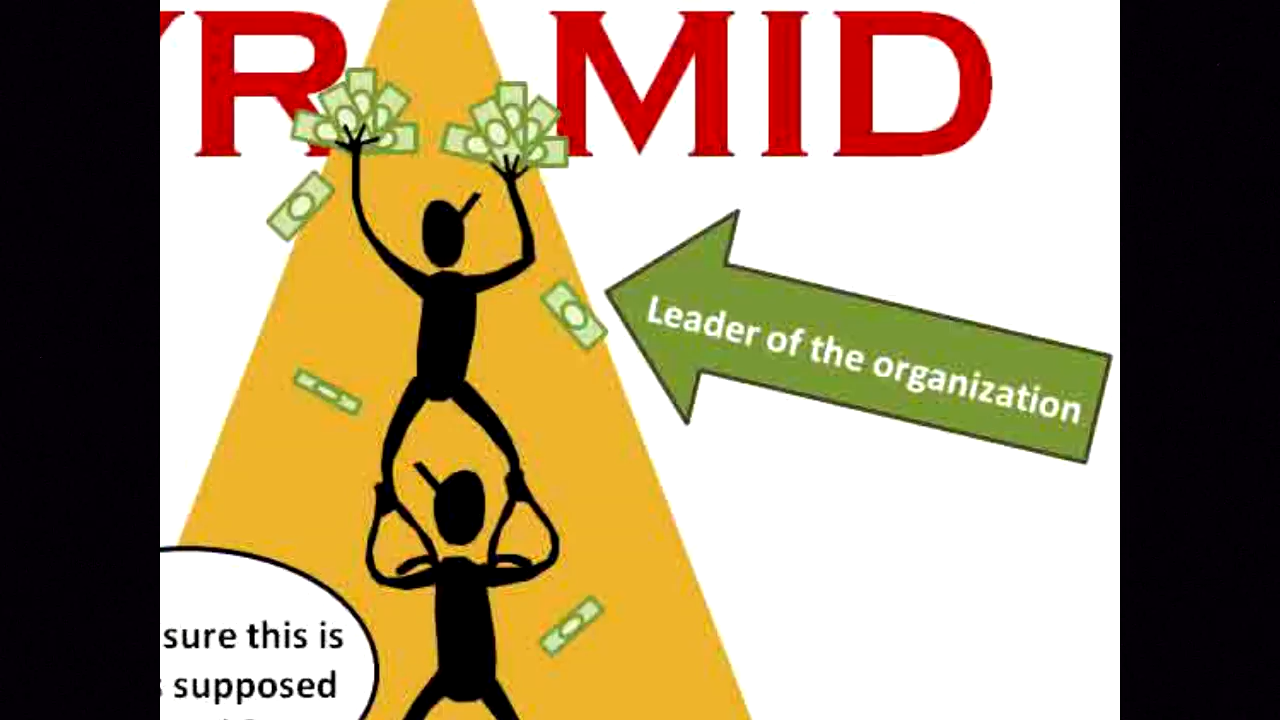 YR MID
Leader of the organization
sure this is
supposed